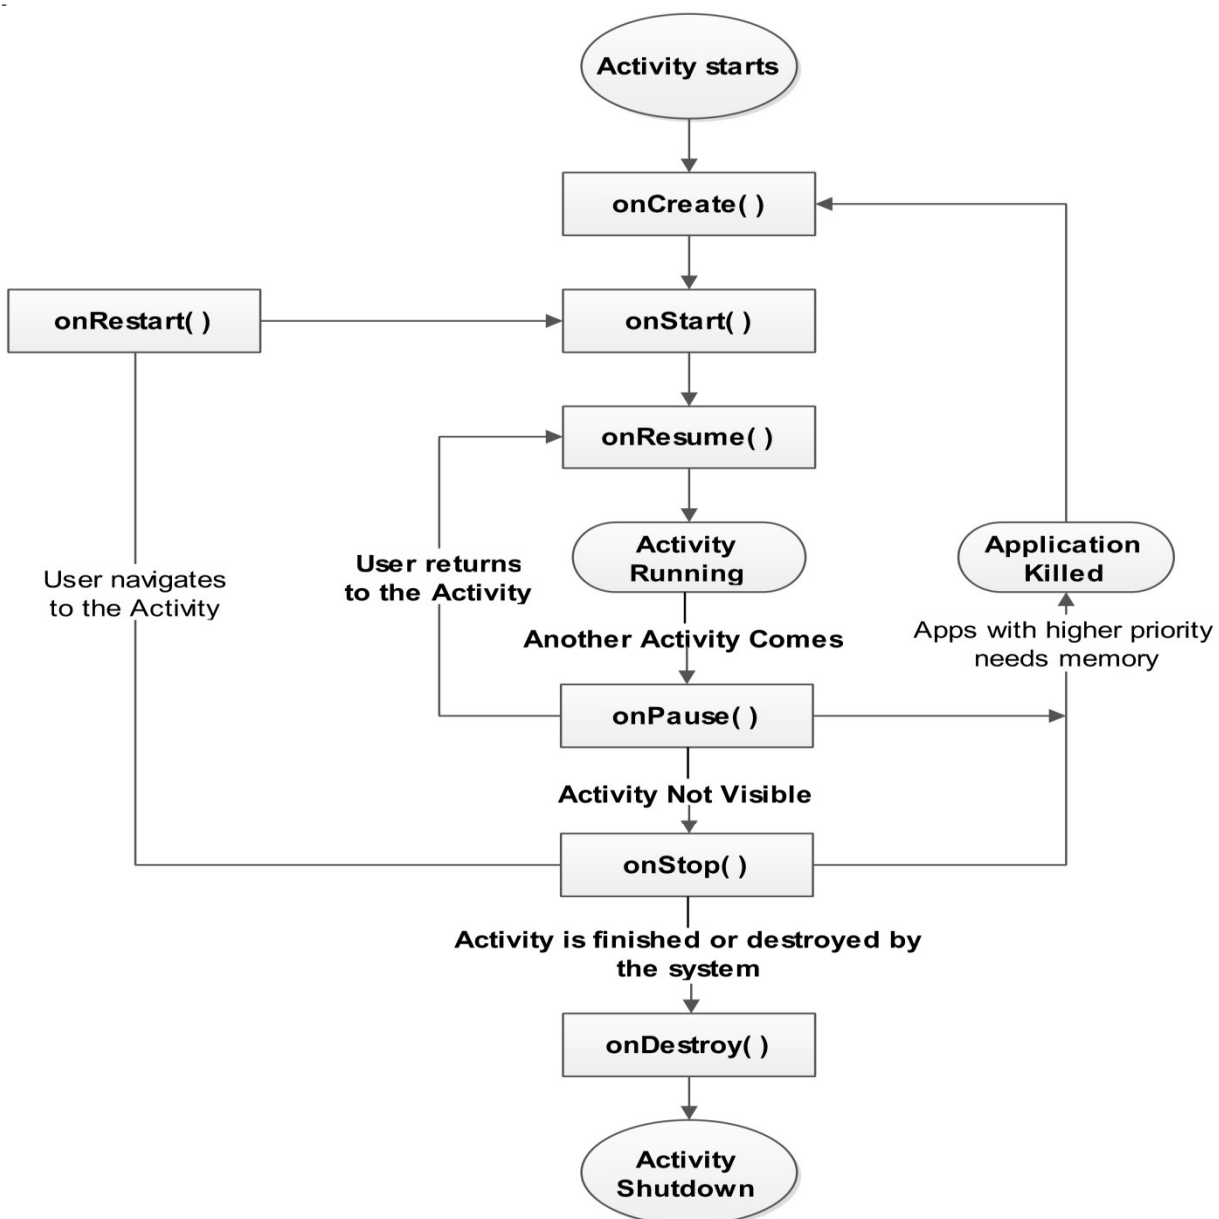 Activity starts
onCreate( )
onRestart( )
onStart( )
onResume( )
Activity
Running
Application
Killed
User navigates
to the Activity
User returns
to the Activity
Another Activity Comes
Apps with higher priority
needs memory
onPause( )
Activity Not Visible
onStop( )
Activity is finished or destroyed by
the system
onDestroy( )
Activity
Shutdown